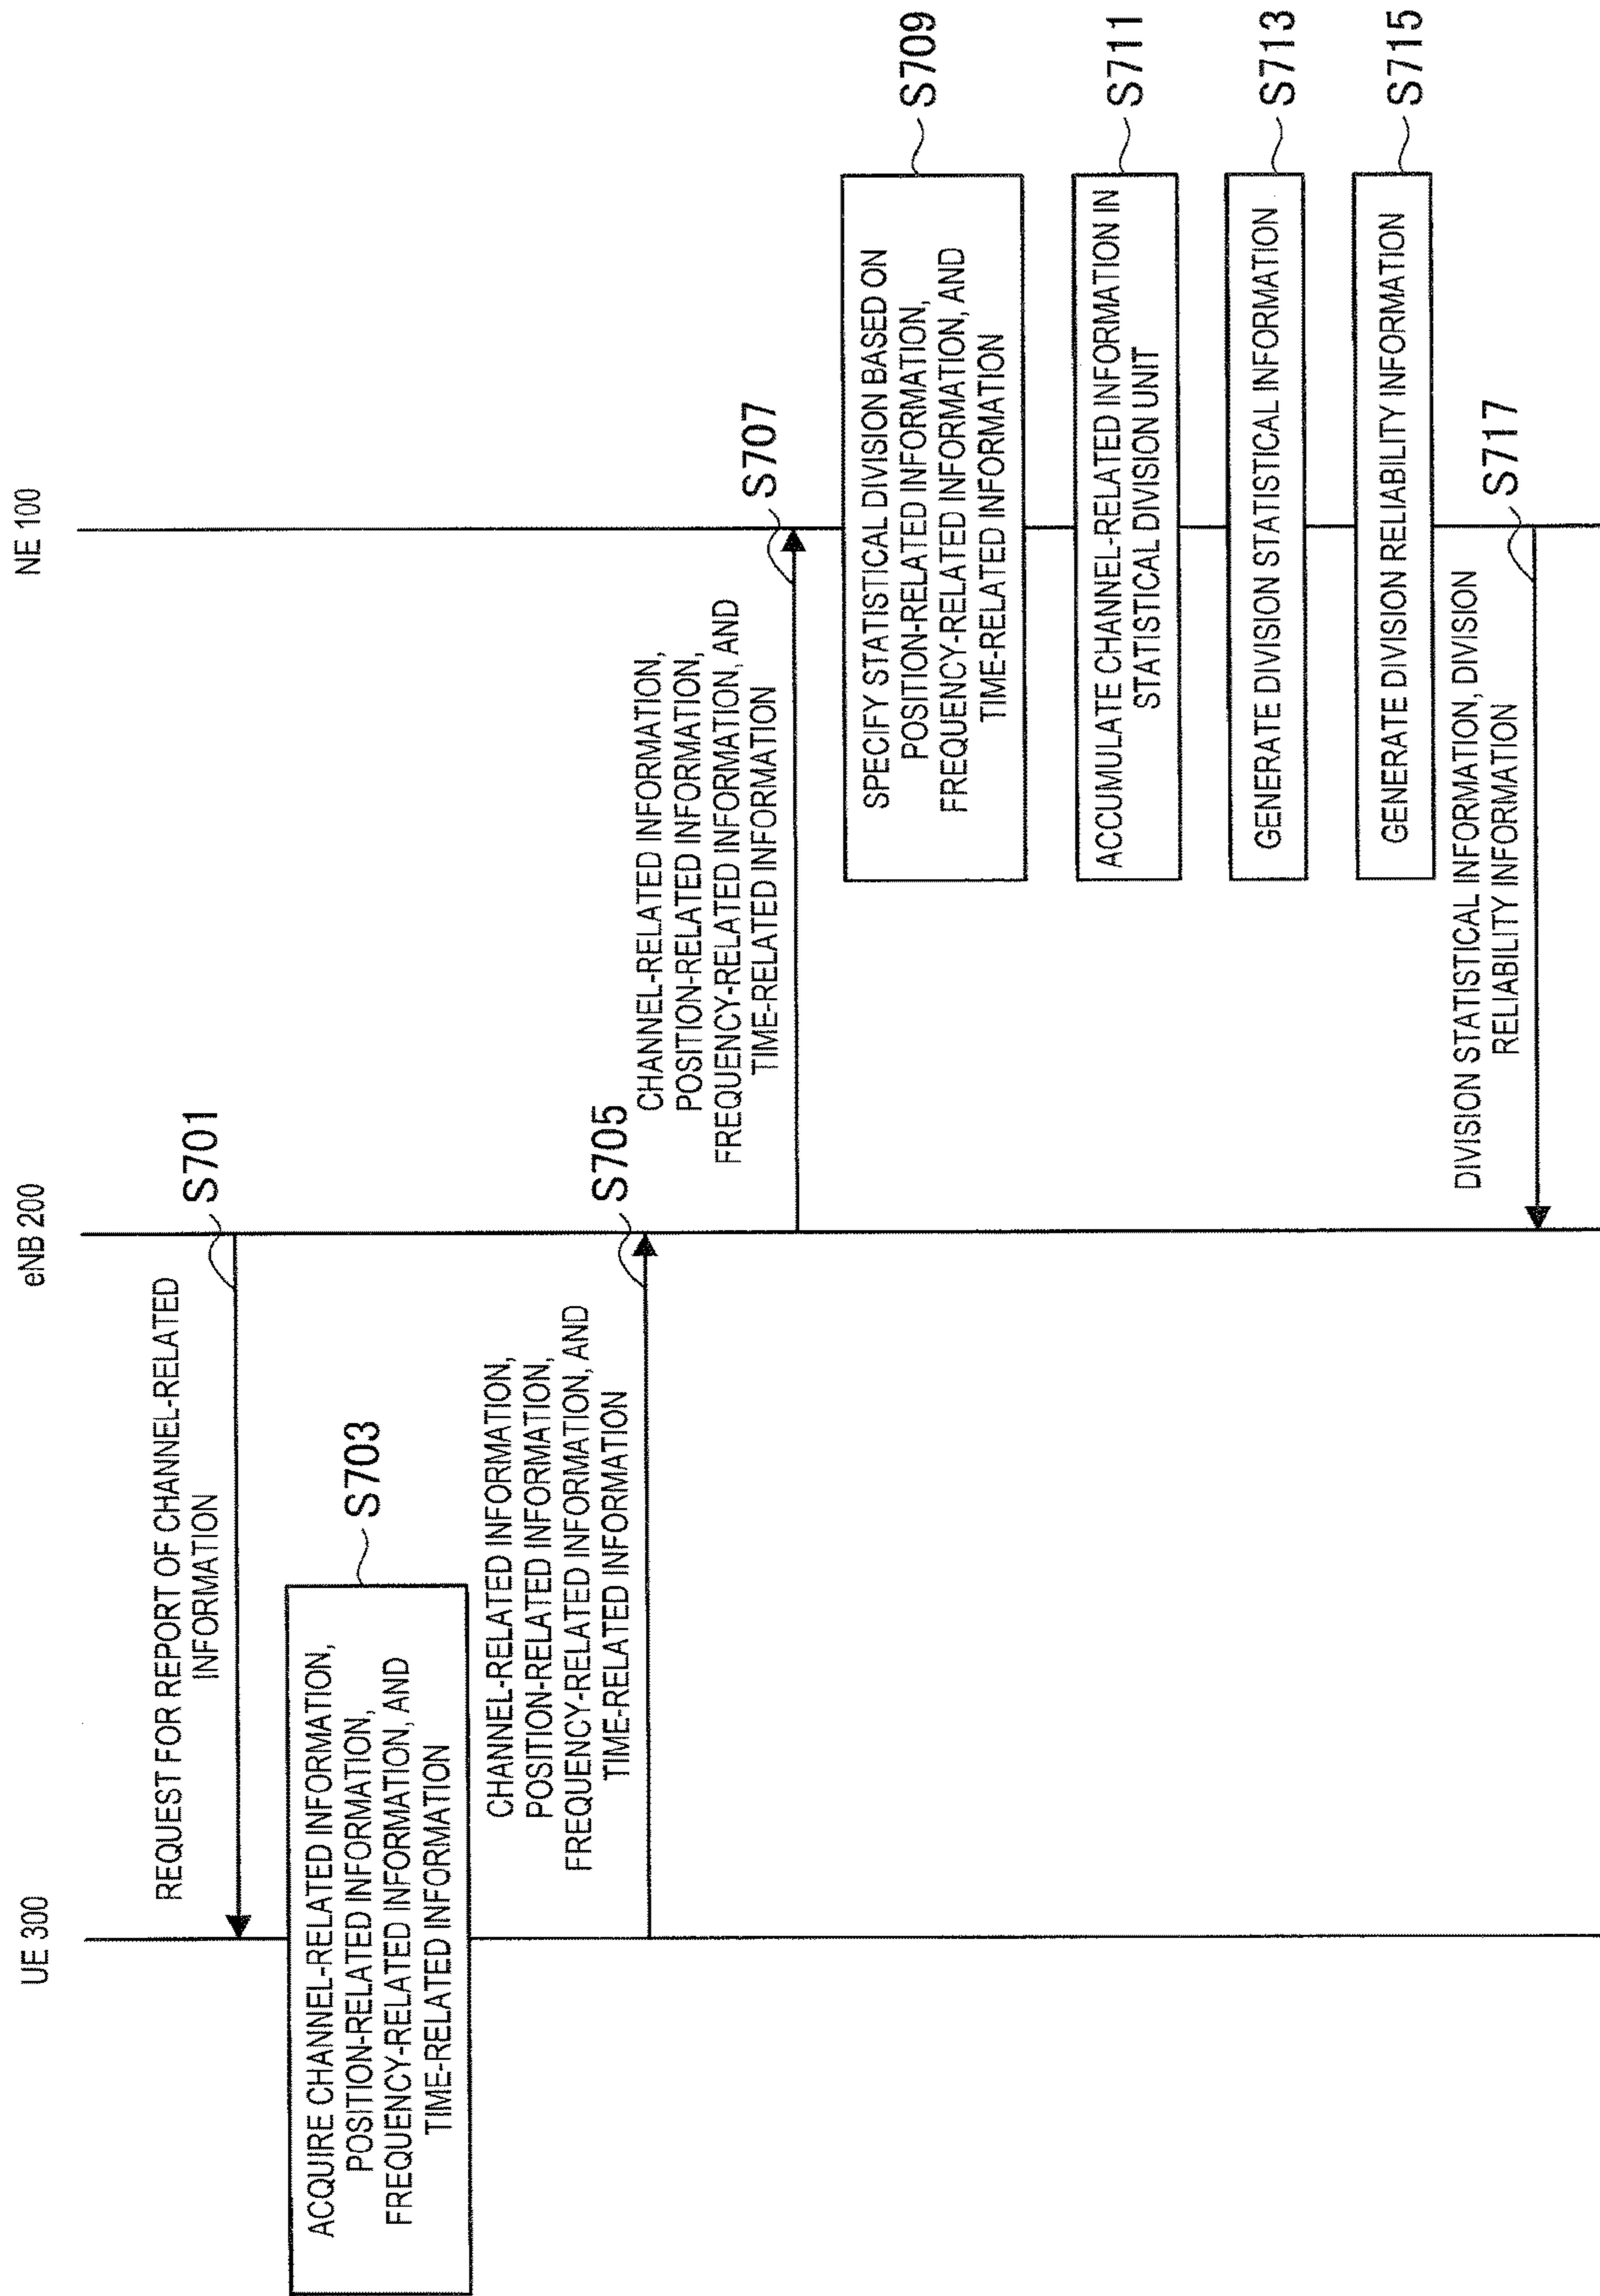 UE 300
eNB 200
NE 100
REQUEST FOR REPORT OF CHANNEL-RELATED
INFORMATION
S701
ACQUIRE CHANNEL-RELATED INFORMATION,
POSITION-RELATED INFORMATION,
FREQUENCY-RELATED INFORMATION, AND
TIME-RELATED INFORMATION
S703
CHANNEL-RELATED INFORMATION,
POSITION-RELATED INFORMATION,
FREQUENCY-RELATED INFORMATION, AND
TIME-RELATED INFORMATION
S705
CHANNEL-RELATED INFORMATION,
POSITION-RELATED INFORMATION,
FREQUENCY-RELATED INFORMATION, AND
TIME-RELATED INFORMATION
S707
SPECIFY STATISTICAL DIVISION BASED ON
POSITION-RELATED INFORMATION,
FREQUENCY-RELATED INFORMATION, AND
TIME-RELATED INFORMATION
S709
ACCUMULATE CHANNEL-RELATED INFORMATION IN
STATISTICAL DIVISION UNIT
S711
GENERATE DIVISION STATISTICAL INFORMATION
S713
GENERATE DIVISION RELIABILITY INFORMATION
S715
DIVISION STATISTICAL INFORMATION, DIVISION
RELIABILITY INFORMATION
S717